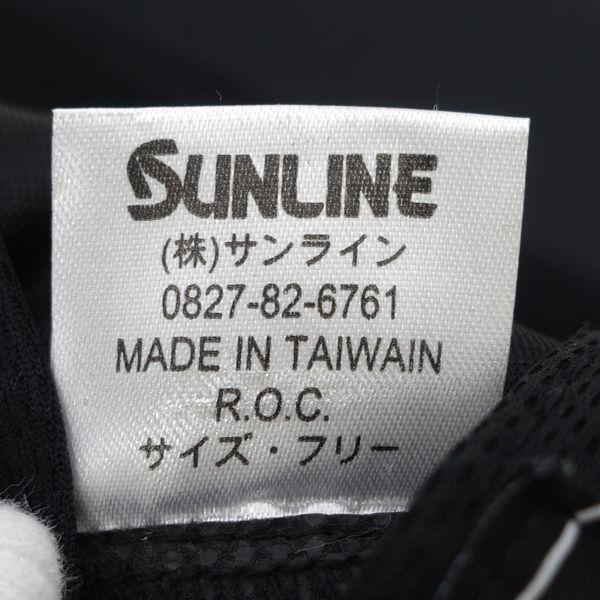 SUNLINE
(株)サンライン
0827-82-6761
MADE IN TAIWAIN
R.O.C.
サイズ・フリー